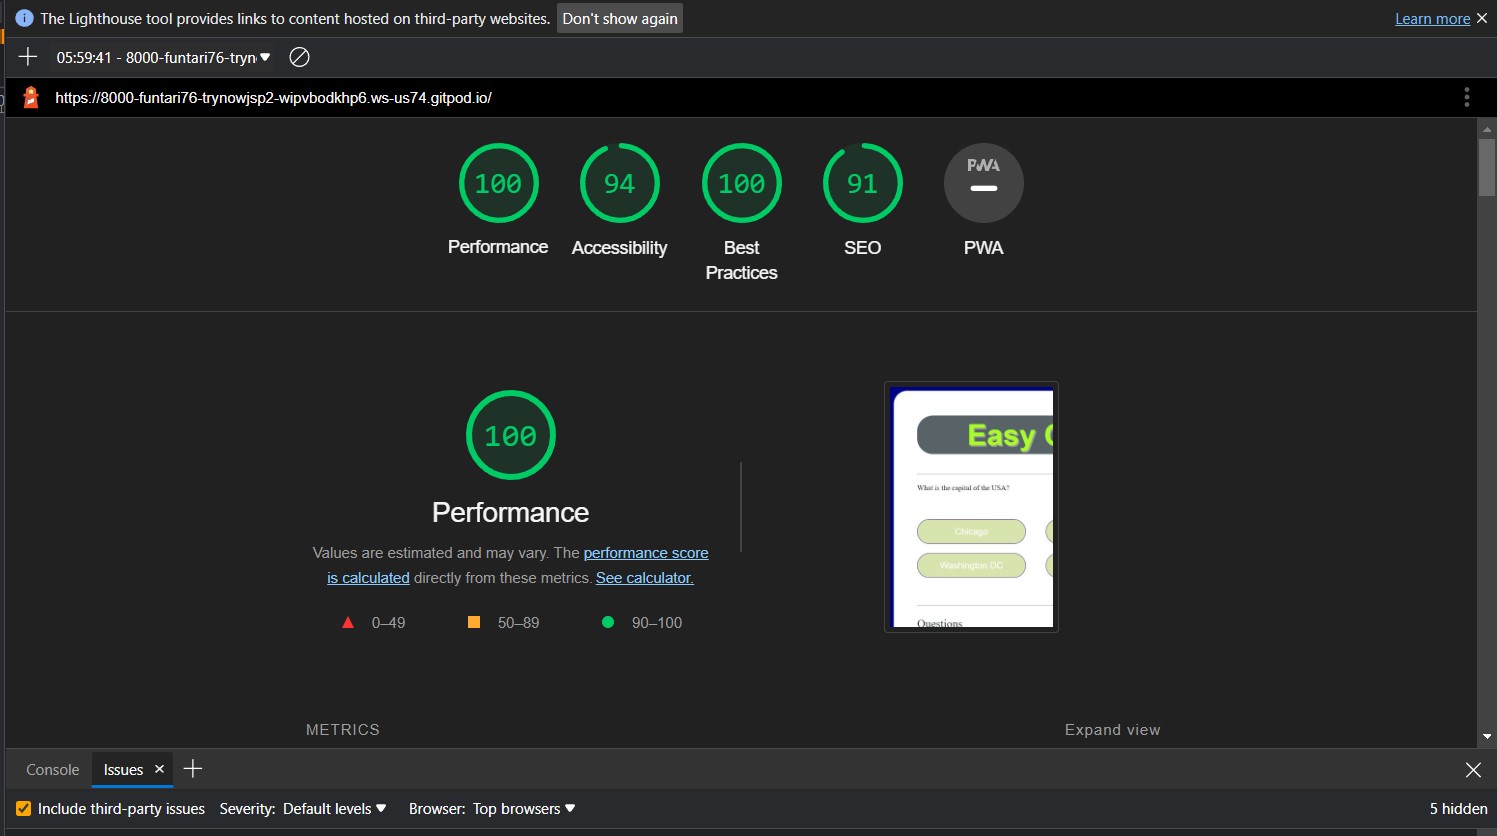 The Lighthouse tool provides links to content hosted on third-party websites. Don't show again Learn more
05:59:41 - 8000-funtari76-tryn
https://8000-funtari76-trynowjsp2-wipvbodkhp6.ws-us74.gitpod.io/
100 94 100 91 PWA
Performance Accessibility Best Practices SEO PWA
100
Performance
Values are estimated and may vary. The performance score
is calculated directly from these metrics. See calculator.
0–49 50–89 90–100
Easy
What is the capital of the USA?
Chicago
Washington DC
Questions
METRICS Expand view
Console Issues
Include third-party issues Severity: Default levels Browser: Top browsers 5 hidden